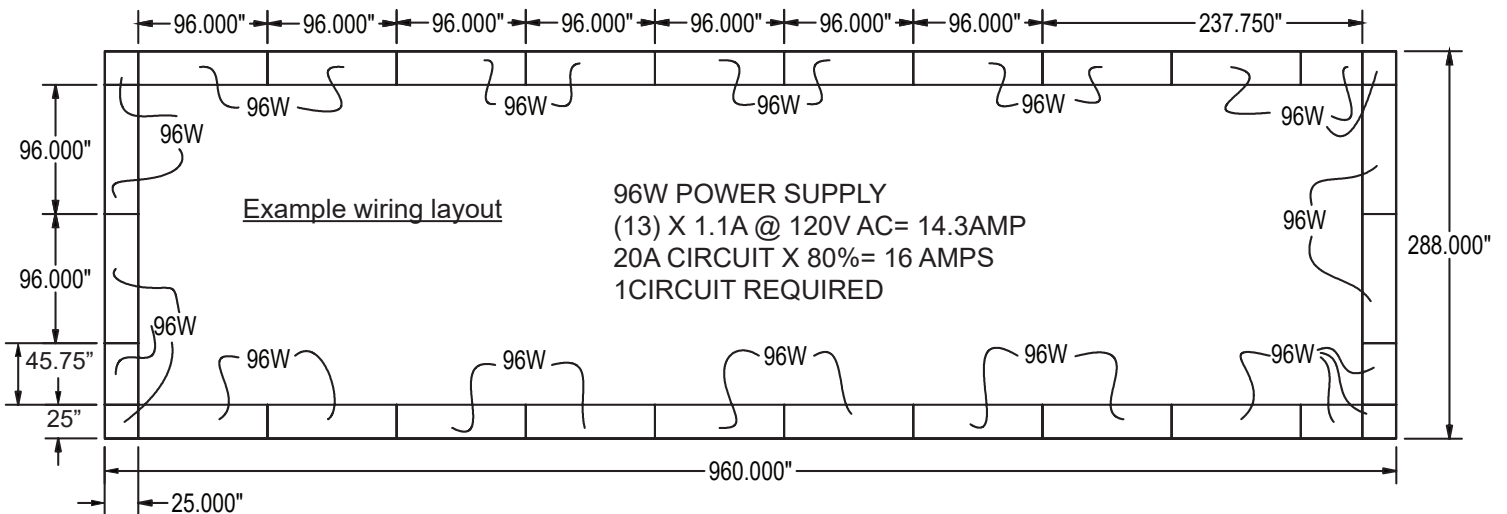 96.000" 96.000" 96.000" 96.000" 96.000" 96.000" 96.000" 237.750"
96W 96W 96W 96W 96W
96W
96.000"
Example wiring layout
96W POWER SUPPLY
(13) X 1.1A @ 120V AC= 14.3AMP
20A CIRCUIT X 80%= 16 AMPS
1CIRCUIT REQUIRED
96W
288.000"
96.000"
96W
45.75"
96W 96W 96W 96W 96W
25"
960.000"
25.000"